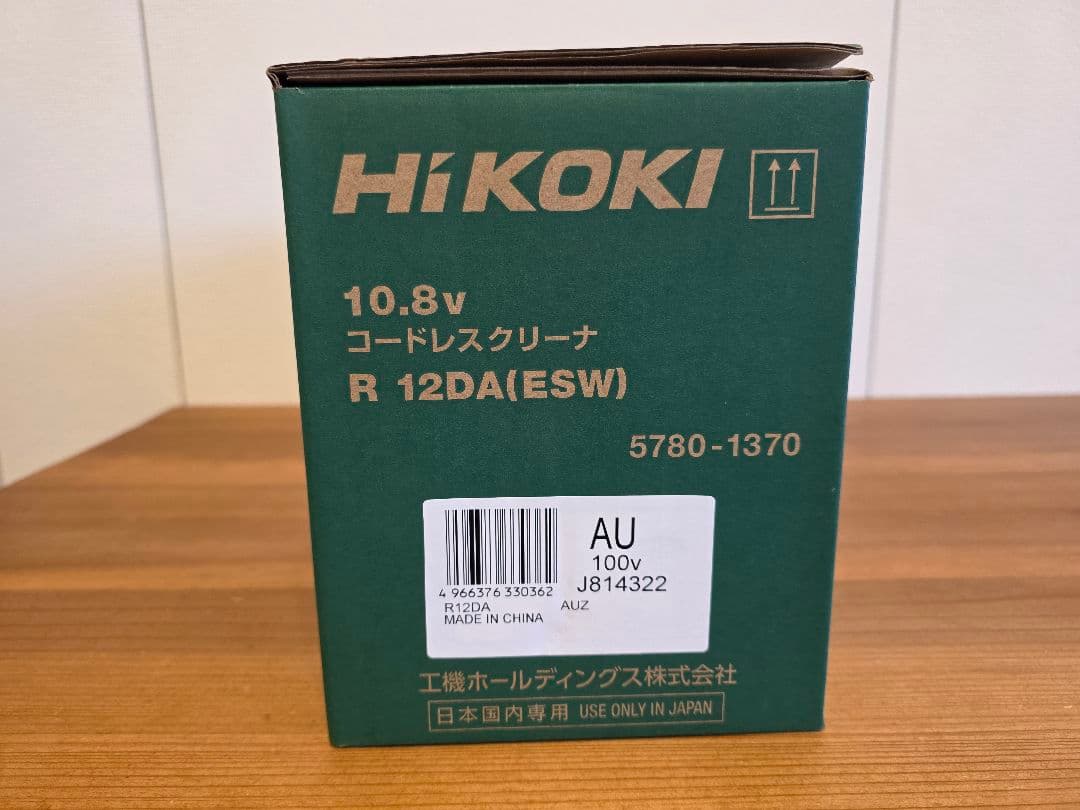 HiKOKI
10.8v
コードレスクリーナ
R 12DA(ESW)
5780-1370
AU
100v
4 966376 330362
J814322
R12DA AUZ
MADE IN CHINA
工機ホールディングス株式会社
日本国内専用 USE ONLY IN JAPAN